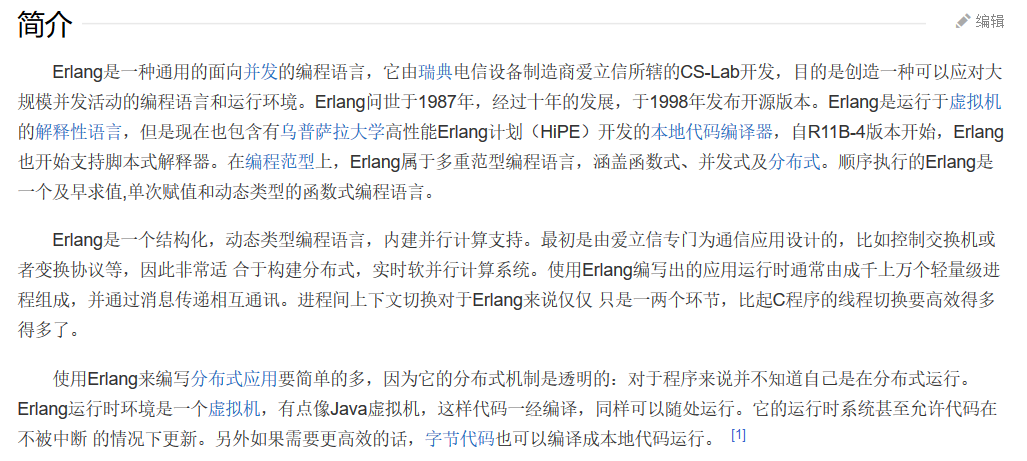 简介
编辑
Erlang是一种通用的面向并发的编程语言，它由瑞典电信设备制造商爱立信所辖的CS-Lab开发，目的是创造一种可以应对大
规模并发活动的编程语言和运行环境。Erlang问世于1987年，经过十年的发展，于1998年发布开源版本。Erlang是运行于虚拟机
的解释性语言，但是现在也包含有乌普萨拉大学高性能Erlang计划（HiPE）开发的本地代码编译器，自R11B-4版本开始，Erlang
也开始支持脚本式解释器。在编程范型上，Erlang属于多重范型编程语言，涵盖函数式、并发式及分布式。顺序执行的Erlang是
一个及早求值,单次赋值和动态类型的函数式编程语言。
Erlang是一个结构化，动态类型编程语言，内建并行计算支持。最初是由爱立信专门为通信应用设计的，比如控制交换机或
者变换协议等，因此非常适 合于构建分布式，实时软并行计算系统。使用Erlang编写出的应用运行时通常由成千上万个轻量级进
程组成，并通过消息传递相互通讯。进程间上下文切换对于Erlang来说仅仅 只是一两个环节，比起C程序的线程切换要高效得多
得多了。
使用Erlang来编写分布式应用要简单的多，因为它的分布式机制是透明的：对于程序来说并不知道自己是在分布式运行。
Erlang运行时环境是一个虚拟机，有点像Java虚拟机，这样代码一经编译，同样可以随处运行。它的运行时系统甚至允许代码在
不被中断 的情况下更新。另外如果需要更高效的话，字节代码也可以编译成本地代码运行。 [1]